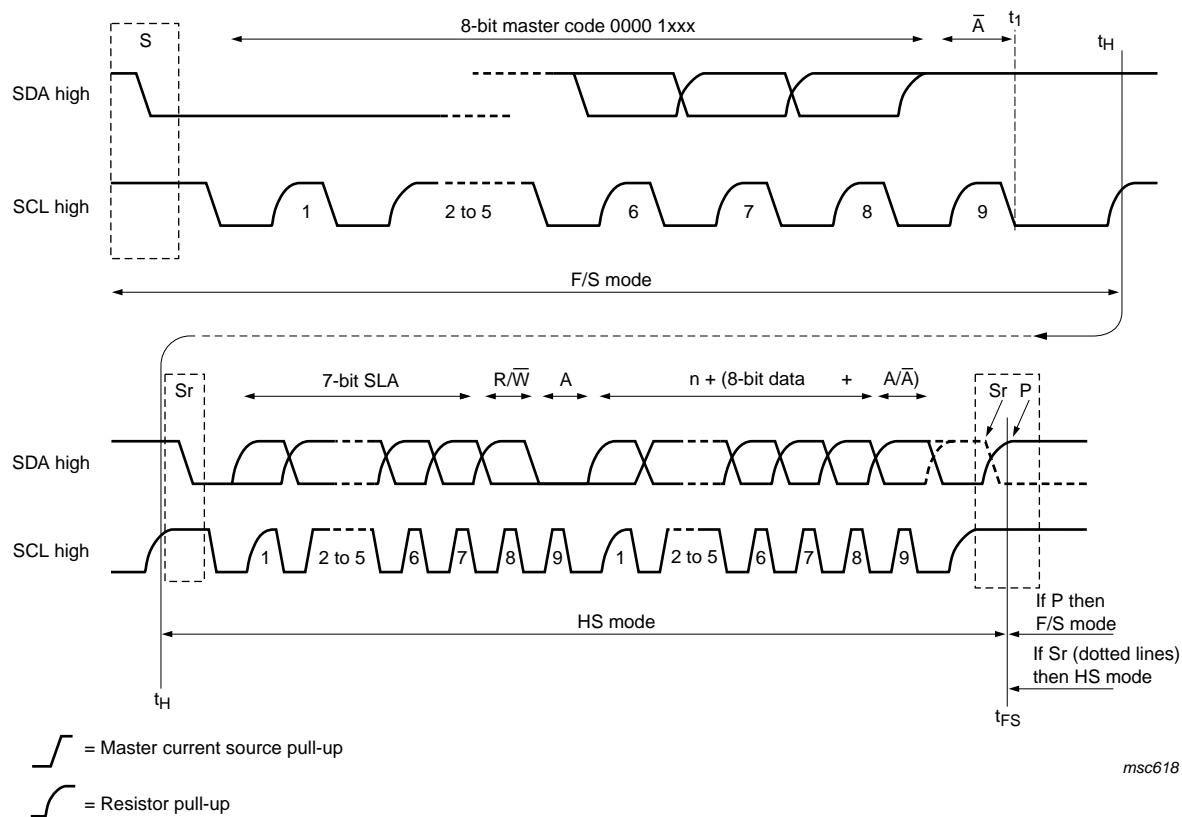 S
8-bit master code 0000 1xxx
A̅
t1
tH
SDA high
SCL high
1
2 to 5
6
7
8
9
F/S mode
Sr
7-bit SLA
R/W̅
A
n + (8-bit data
+
A/A̅)
Sr
P
SDA high
SCL high
1
2 to 5
6
7
8
9
1
2 to 5
6
7
8
9
HS mode
If P then
F/S mode
If Sr (dotted lines)
then HS mode
tH
tFS
= Master current source pull-up
= Resistor pull-up
msc618